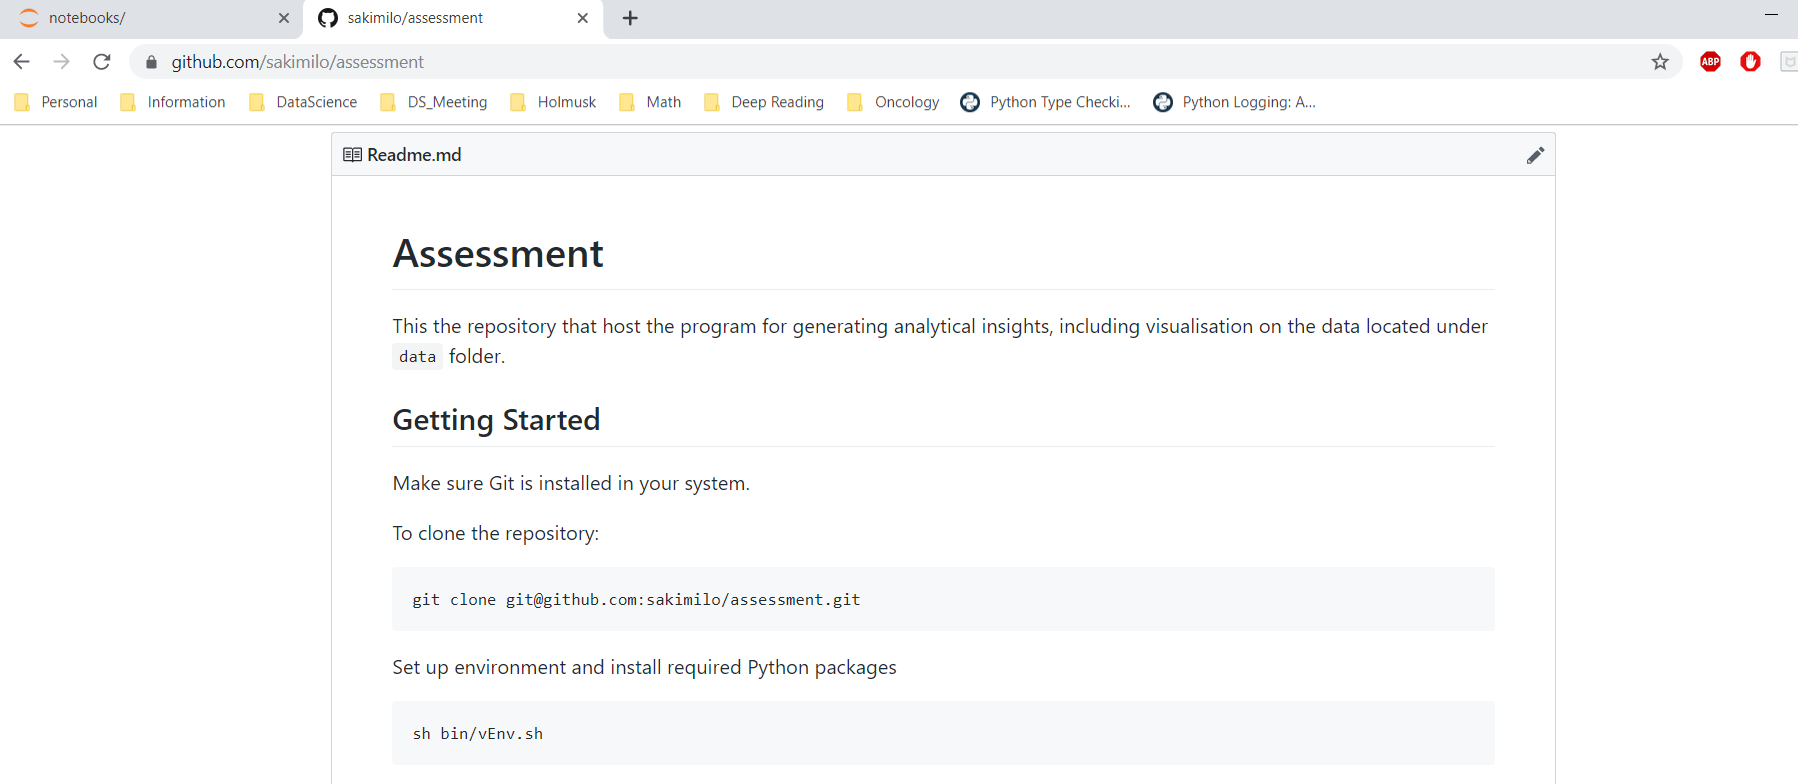 notebooks/
sakimilo/assessment
github.com/sakimilo/assessment
ABP
Personal
Information
DataScience
DS_Meeting
Holmusk
Math
Deep Reading
Oncology
Python Type Checki...
Python Logging: A...
Readme.md
Assessment
This the repository that host the program for generating analytical insights, including visualisation on the data located under
data folder.
Getting Started
Make sure Git is installed in your system.
To clone the repository:
git clone git@github.com:sakimilo/assessment.git
Set up environment and install required Python packages
sh bin/vEnv.sh